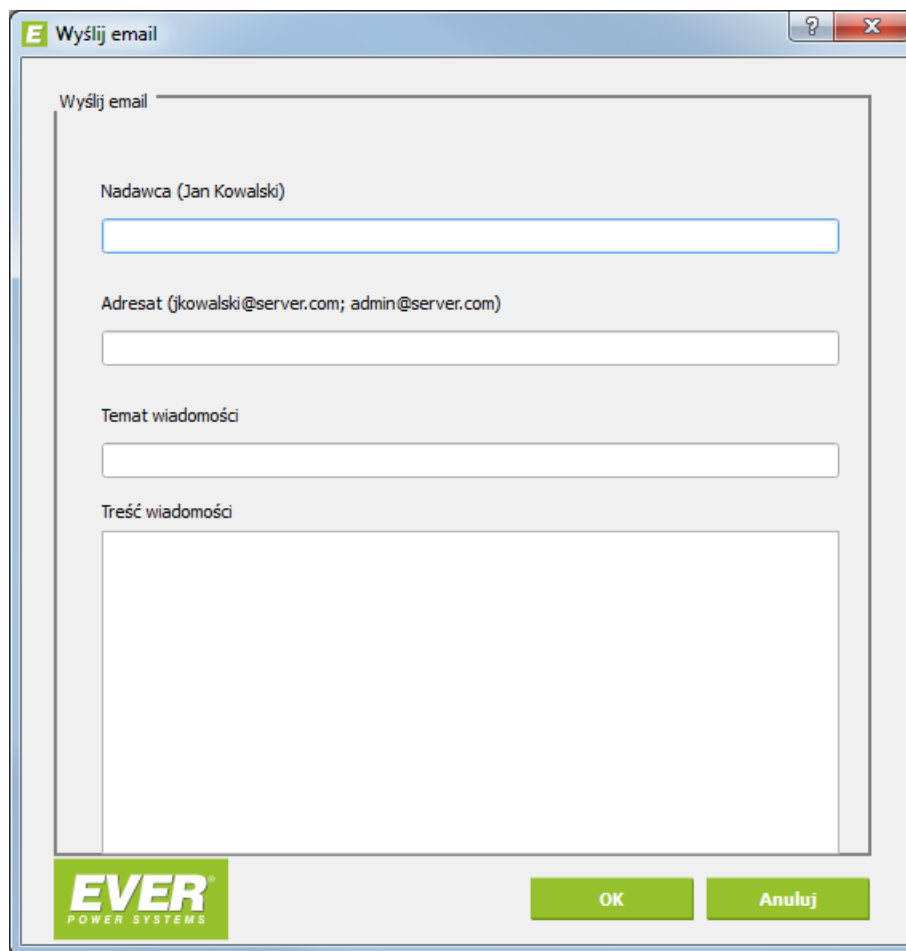 E Wyślij email
?
Wyślij email
Nadawca (Jan Kowalski)
Adresat (jkowalski@server.com; admin@server.com)
Temat wiadomości
Treść wiadomości
EVER®
POWER SYSTEMS
OK
Anuluj